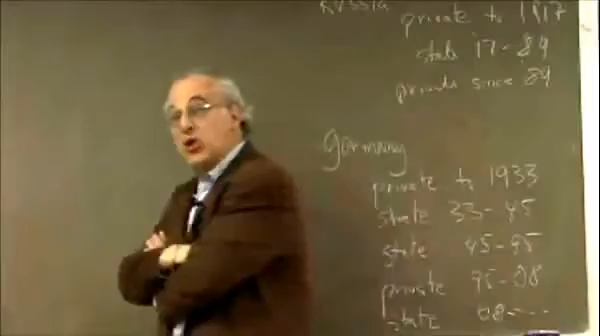 Russia
private to 1917
state 17-89
private since 89
Germany
private to 1933
state 33-45
state 45-95
private 95-08
state 08----